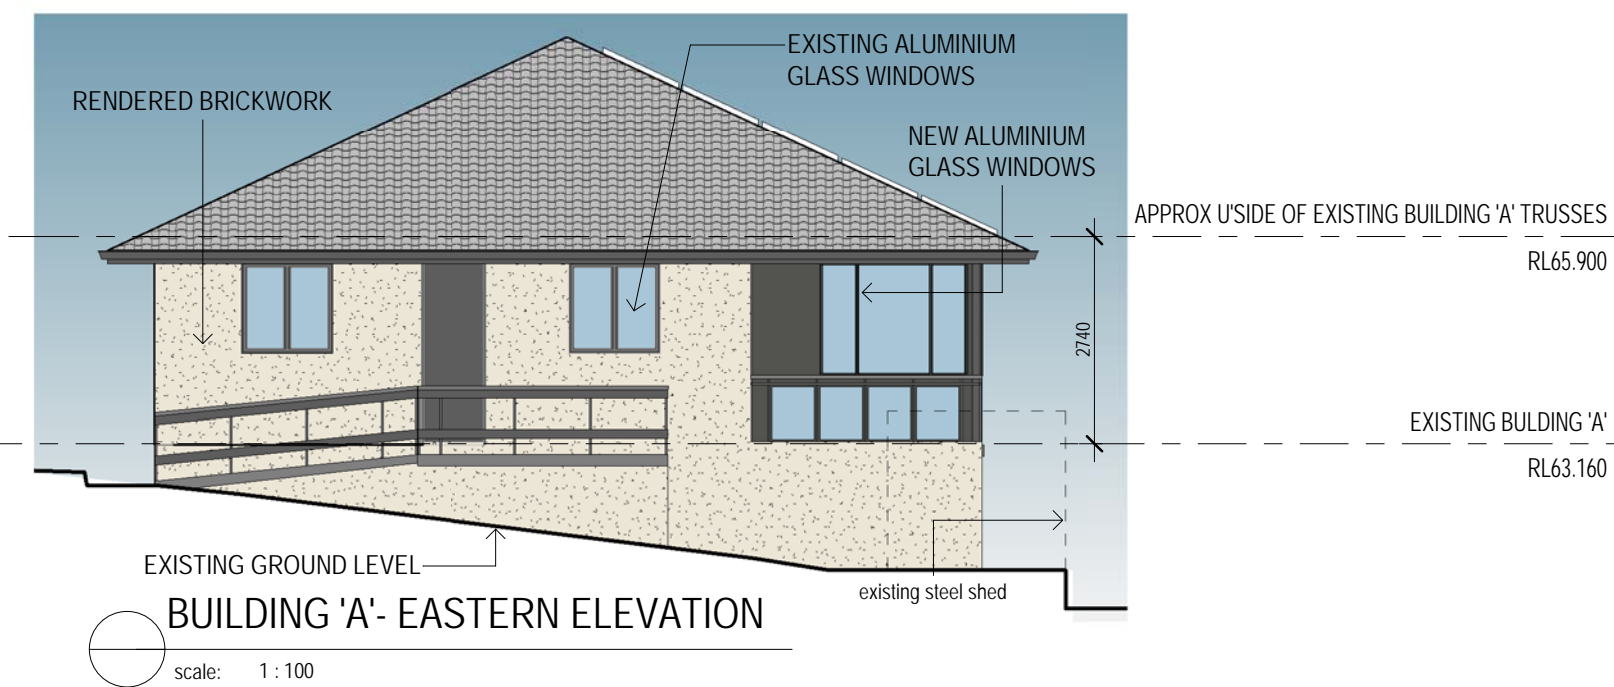 EXISTING ALUMINIUM
GLASS WINDOWS
RENDERED BRICKWORK
NEW ALUMINIUM
GLASS WINDOWS
APPROX U'SIDE OF EXISTING BUILDING 'A' TRUSSES
RL65.900
2740
EXISTING BULDING 'A'
RL63.160
EXISTING GROUND LEVEL
existing steel shed
BUILDING 'A'- EASTERN ELEVATION
scale: 1 : 100